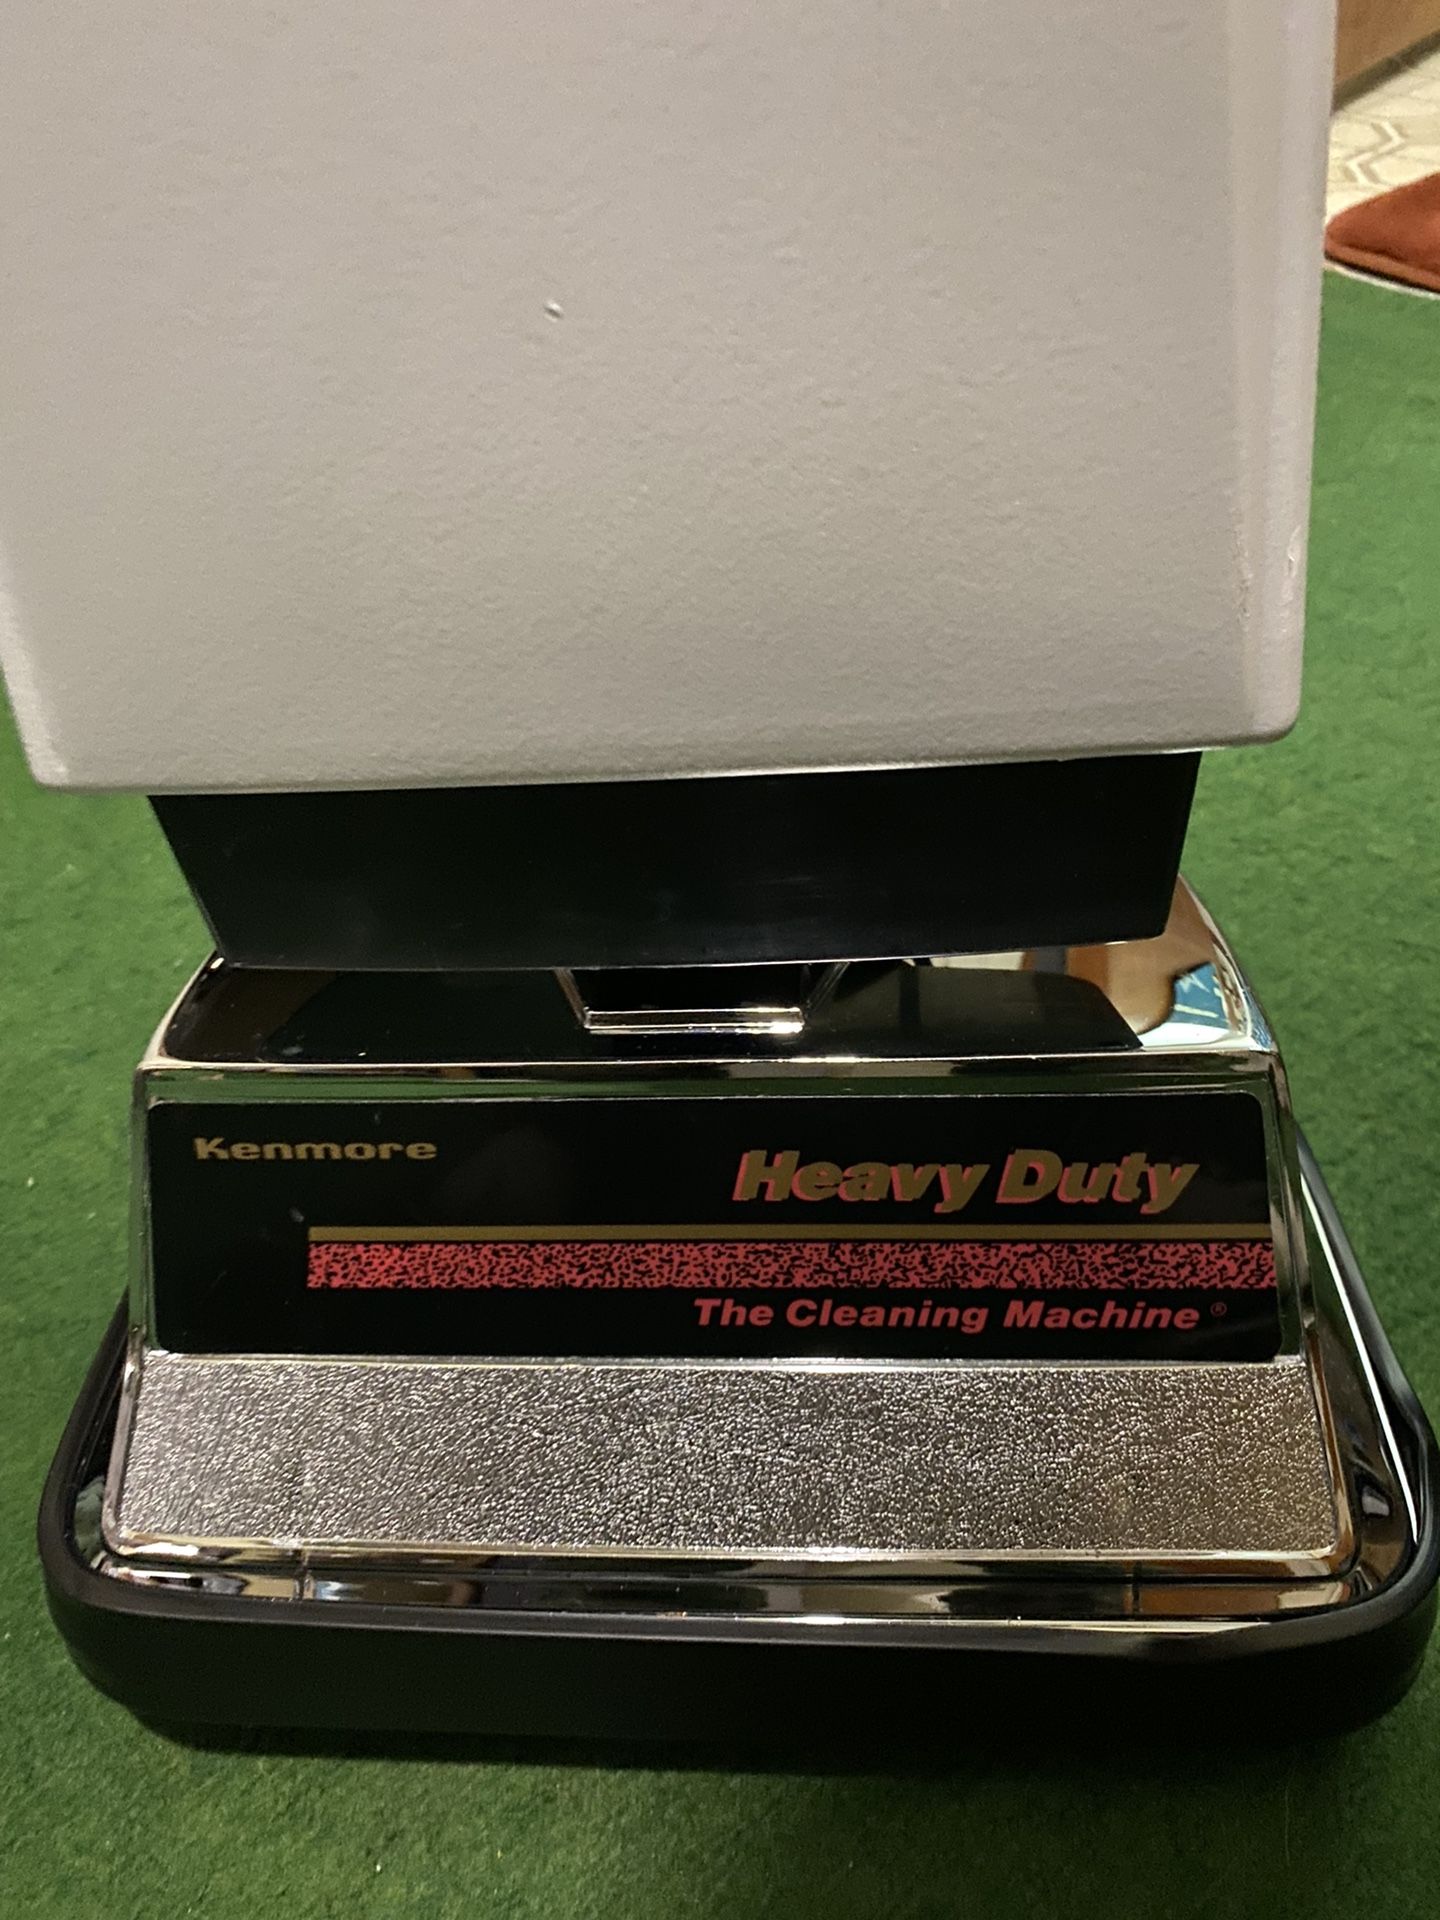 Kenmore
Heavy Duty
The Cleaning Machine ®